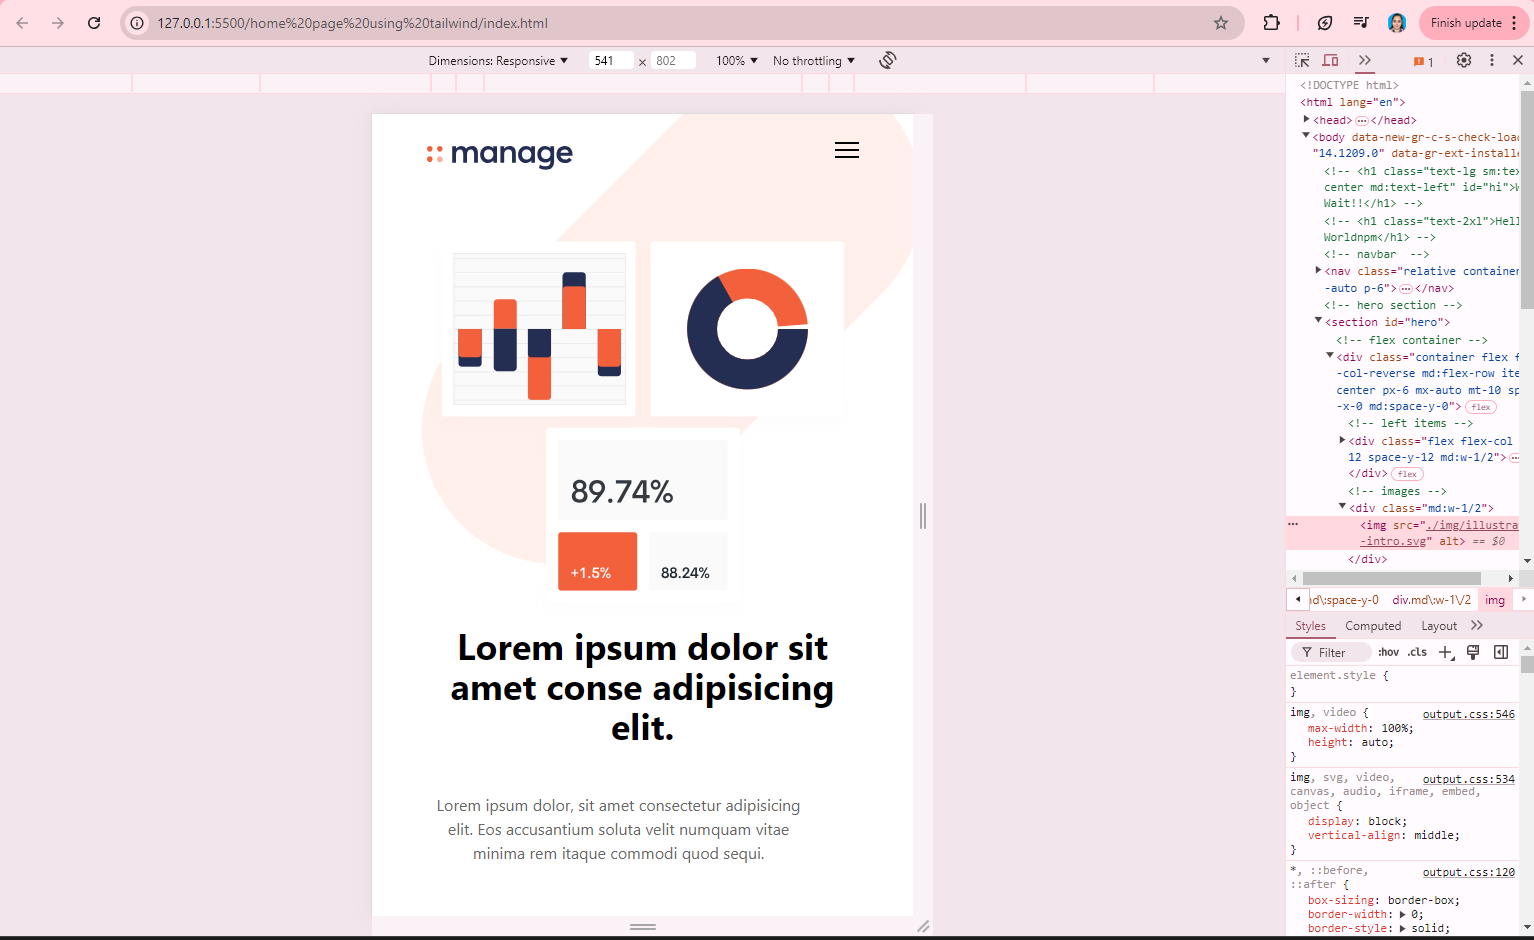 127.0.0.1:5500/home%20page%20using%20tailwind/index.html
Finish update
Dimensions: Responsive
541
×
802
100%
No throttling
1
manage
89.74%
+1.5%
88.24%
Lorem ipsum dolor sit
amet conse adipisicing
elit.
Lorem ipsum dolor, sit amet consectetur adipisicing
elit. Eos accusantium soluta velit numquam vitae
minima rem itaque commodi quod sequi.
<!DOCTYPE html>
<html lang="en">
<head> ⋯ </head>
<body data-new-gr-c-s-check-loa
"14.1209.0" data-gr-ext-installe
<!-- <h1 class="text-lg sm:te
center md:text-left" id="hi">W
Wait!!</h1> -->
<!-- <h1 class="text-2xl">Hell
Worldnpm</h1> -->
<!-- navbar  -->
<nav class="relative container
-auto p-6"> ⋯ </nav>
<!-- hero section -->
<section id="hero">
<!-- flex container -->
<div class="container flex f
-col-reverse md:flex-row ite
center px-6 mx-auto mt-10 sp
-x-0 md:space-y-0"> flex
<!-- left items -->
<div class="flex flex-col
12 space-y-12 md:w-1/2"> ⋯
</div> flex
<!-- images -->
<div class="md:w-1/2">
<img src="./img/illustra
-intro.svg" alt> == $0
</div>
nd\:space-y-0
div.md\:w-1\/2
img
Styles
Computed
Layout
Filter
:hov
.cls
element.style {
}
img, video {
output.css:546
max-width: 100%;
height: auto;
}
img, svg, video,
output.css:534
canvas, audio, iframe, embed,
object {
display: block;
vertical-align: middle;
}
*, ::before,
output.css:120
::after {
box-sizing: border-box;
border-width: 0;
border-style: solid;